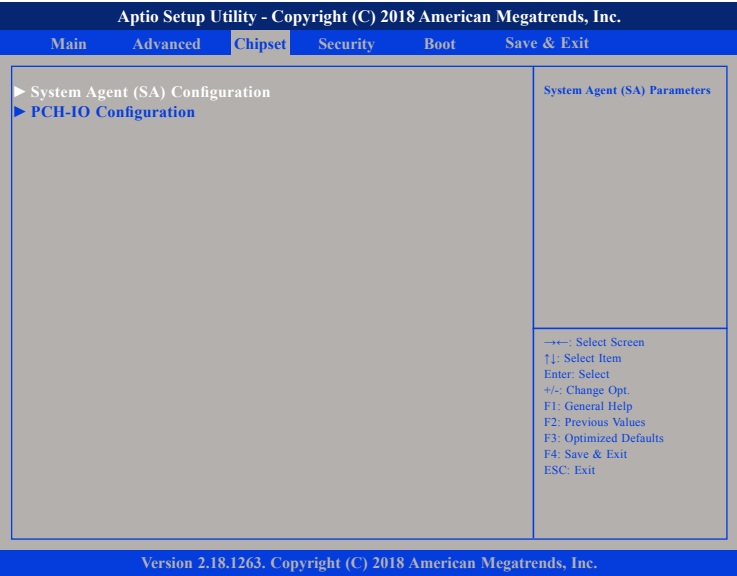 Aptio Setup Utility - Copyright (C) 2018 American Megatrends, Inc.
Main Advanced Chipset Security Boot Save & Exit
► System Agent (SA) Configuration
► PCH-IO Configuration
System Agent (SA) Parameters
→←: Select Screen
↑↓: Select Item
Enter: Select
+/-: Change Opt.
F1: General Help
F2: Previous Values
F3: Optimized Defaults
F4: Save & Exit
ESC: Exit
Version 2.18.1263. Copyright (C) 2018 American Megatrends, Inc.